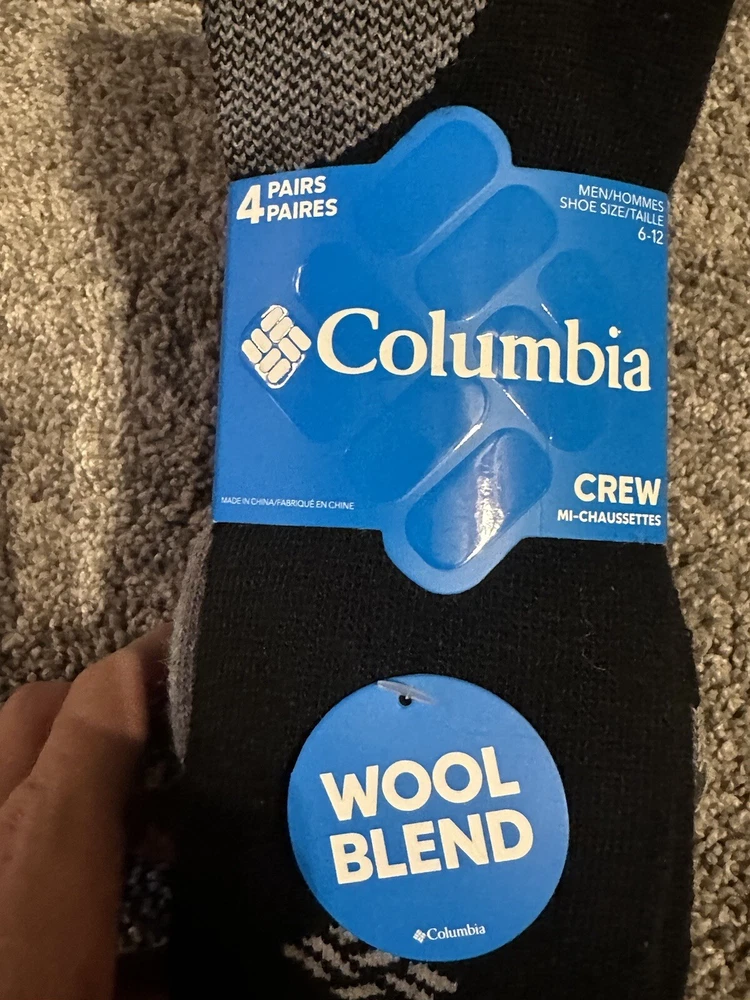 4 PAIRS
PAIRES
MEN/HOMMES
SHOE SIZE/TAILLE
6-12
Columbia
MADE IN CHINA/FABRIQUÉ EN CHINE
CREW
MI-CHAUSSETTES
WOOL
BLEND
Columbia